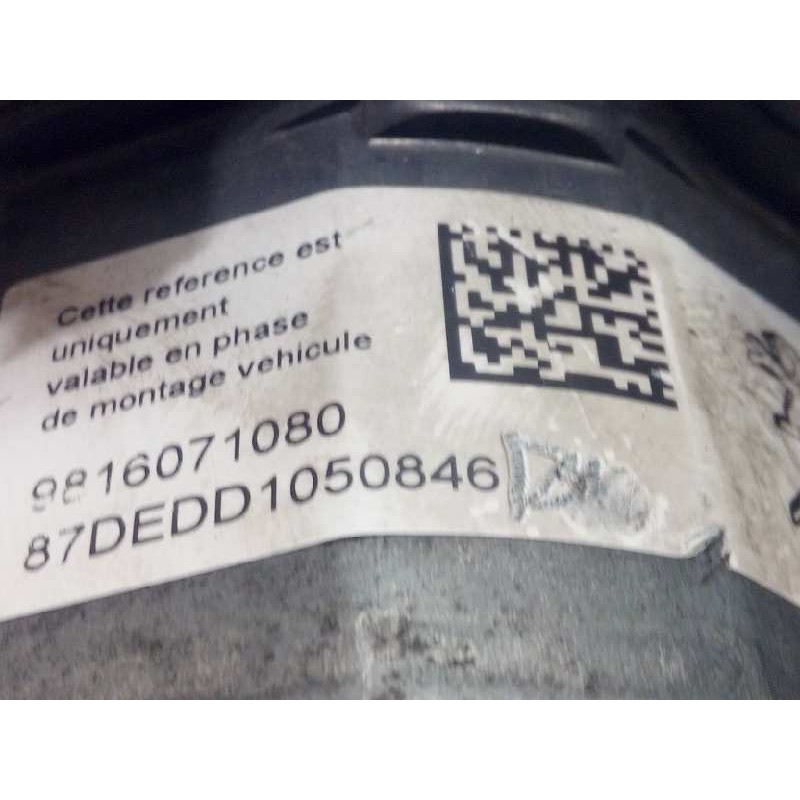 Cette reference est
uniquement
valable en phase
de montage vehicule
9816071080
87DEDD1050846